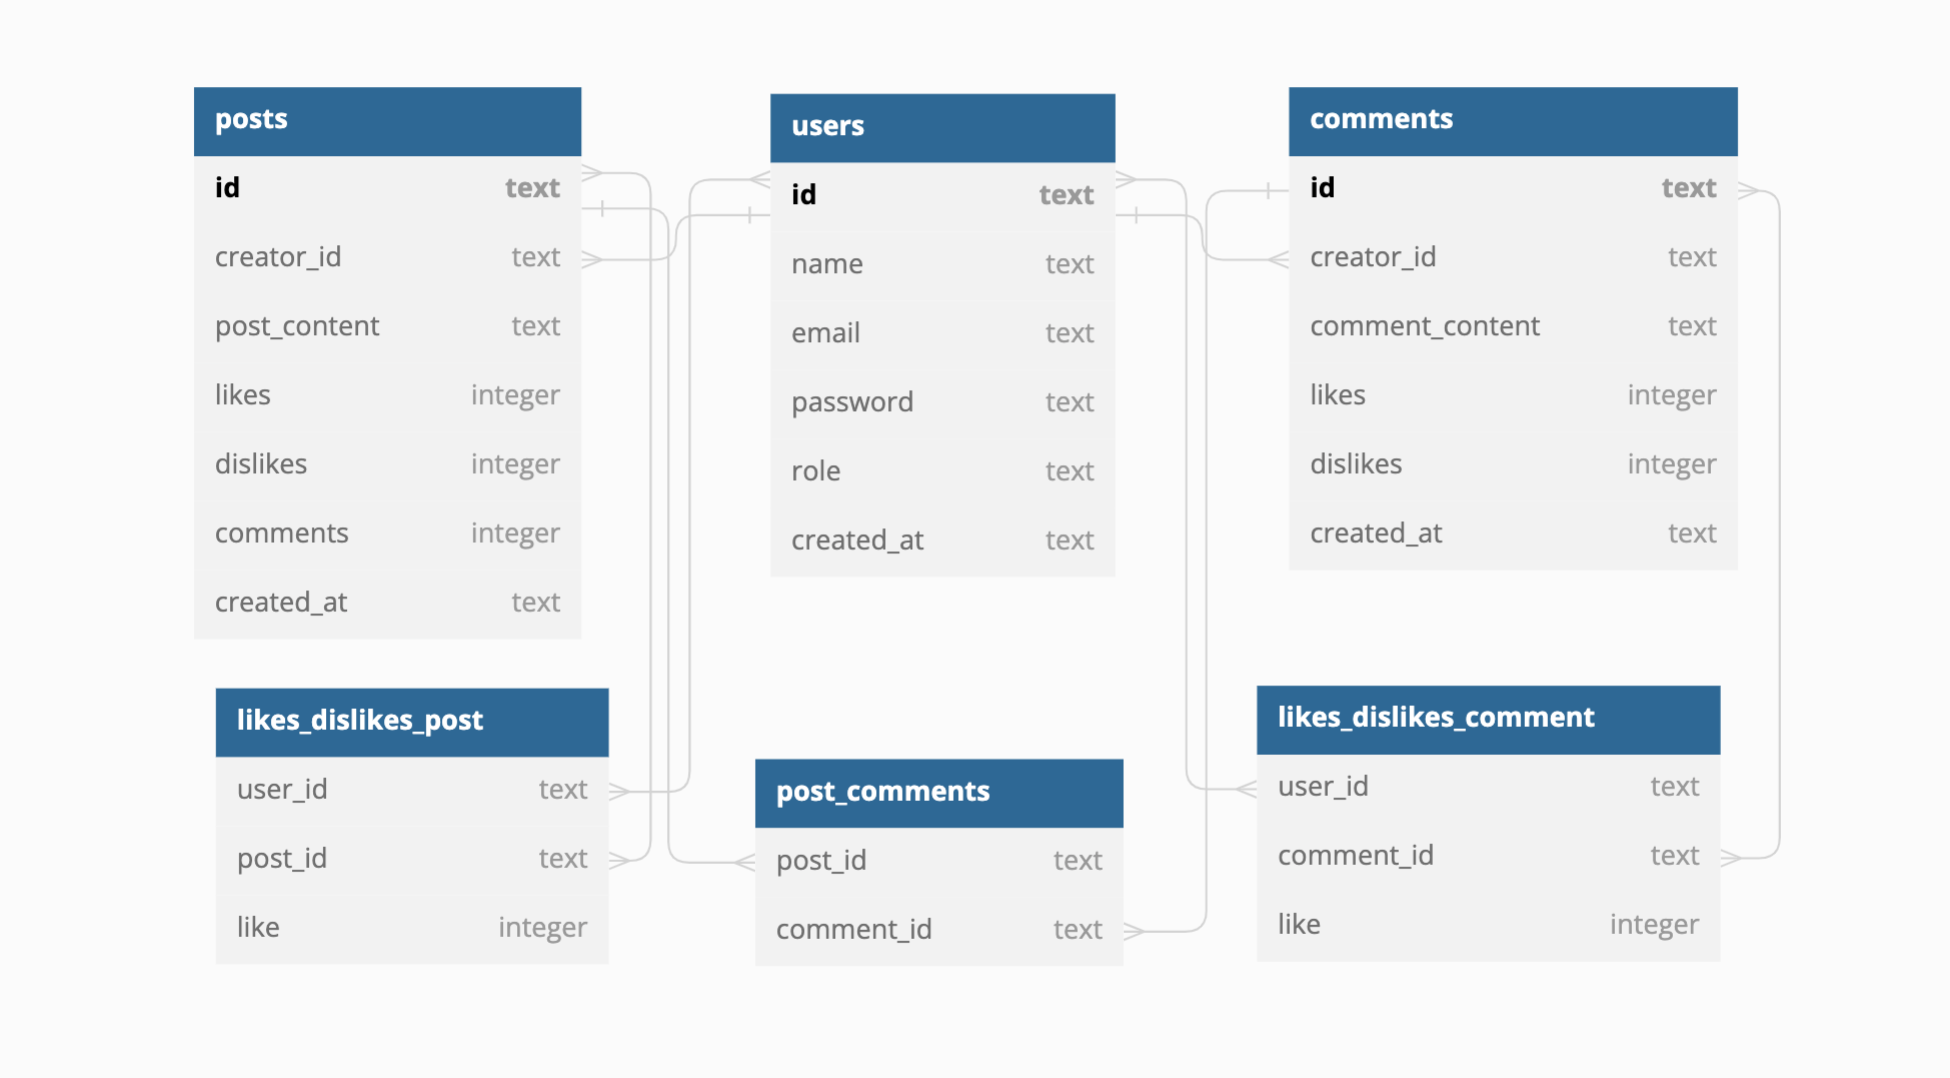 posts
id text
creator_id text
post_content text
likes integer
dislikes integer
comments integer
created_at text
users
id text
name text
email text
password text
role text
created_at text
comments
id text
creator_id text
comment_content text
likes integer
dislikes integer
created_at text
likes_dislikes_post
user_id text
post_id text
like integer
post_comments
post_id text
comment_id text
likes_dislikes_comment
user_id text
comment_id text
like integer